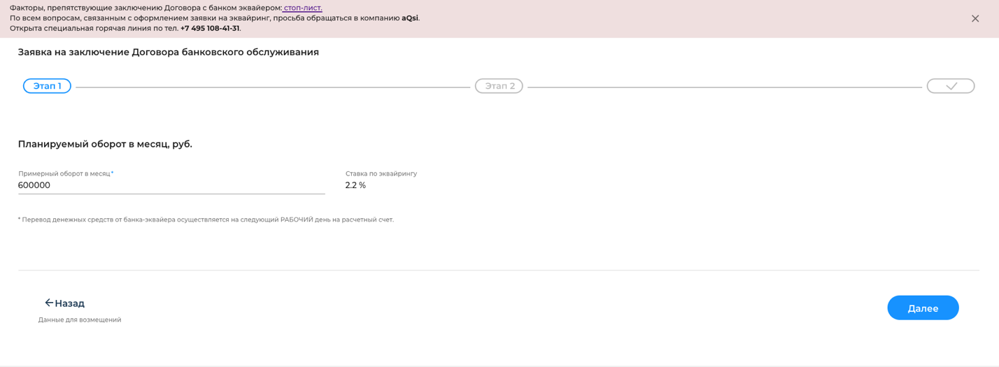 Факторы, препятствующие заключению Договора с банком эквайером: стоп-лист.
По всем вопросам, связанным с оформлением заявки на эквайринг, просьба обращаться в компанию aQsi.
Открыта специальная горячая линия по тел. +7 495 108-41-31.
Заявка на заключение Договора банковского обслуживания
Этап 1
Этап 2
Планируемый оборот в месяц, руб.
Примерный оборот в месяц*
Ставка по эквайрингу
600000
2.2 %
* Перевод денежных средств от банка-эквайера осуществляется на следующий РАБОЧИЙ день на расчетный счет.
Назад
Далее
Данные для возмещений